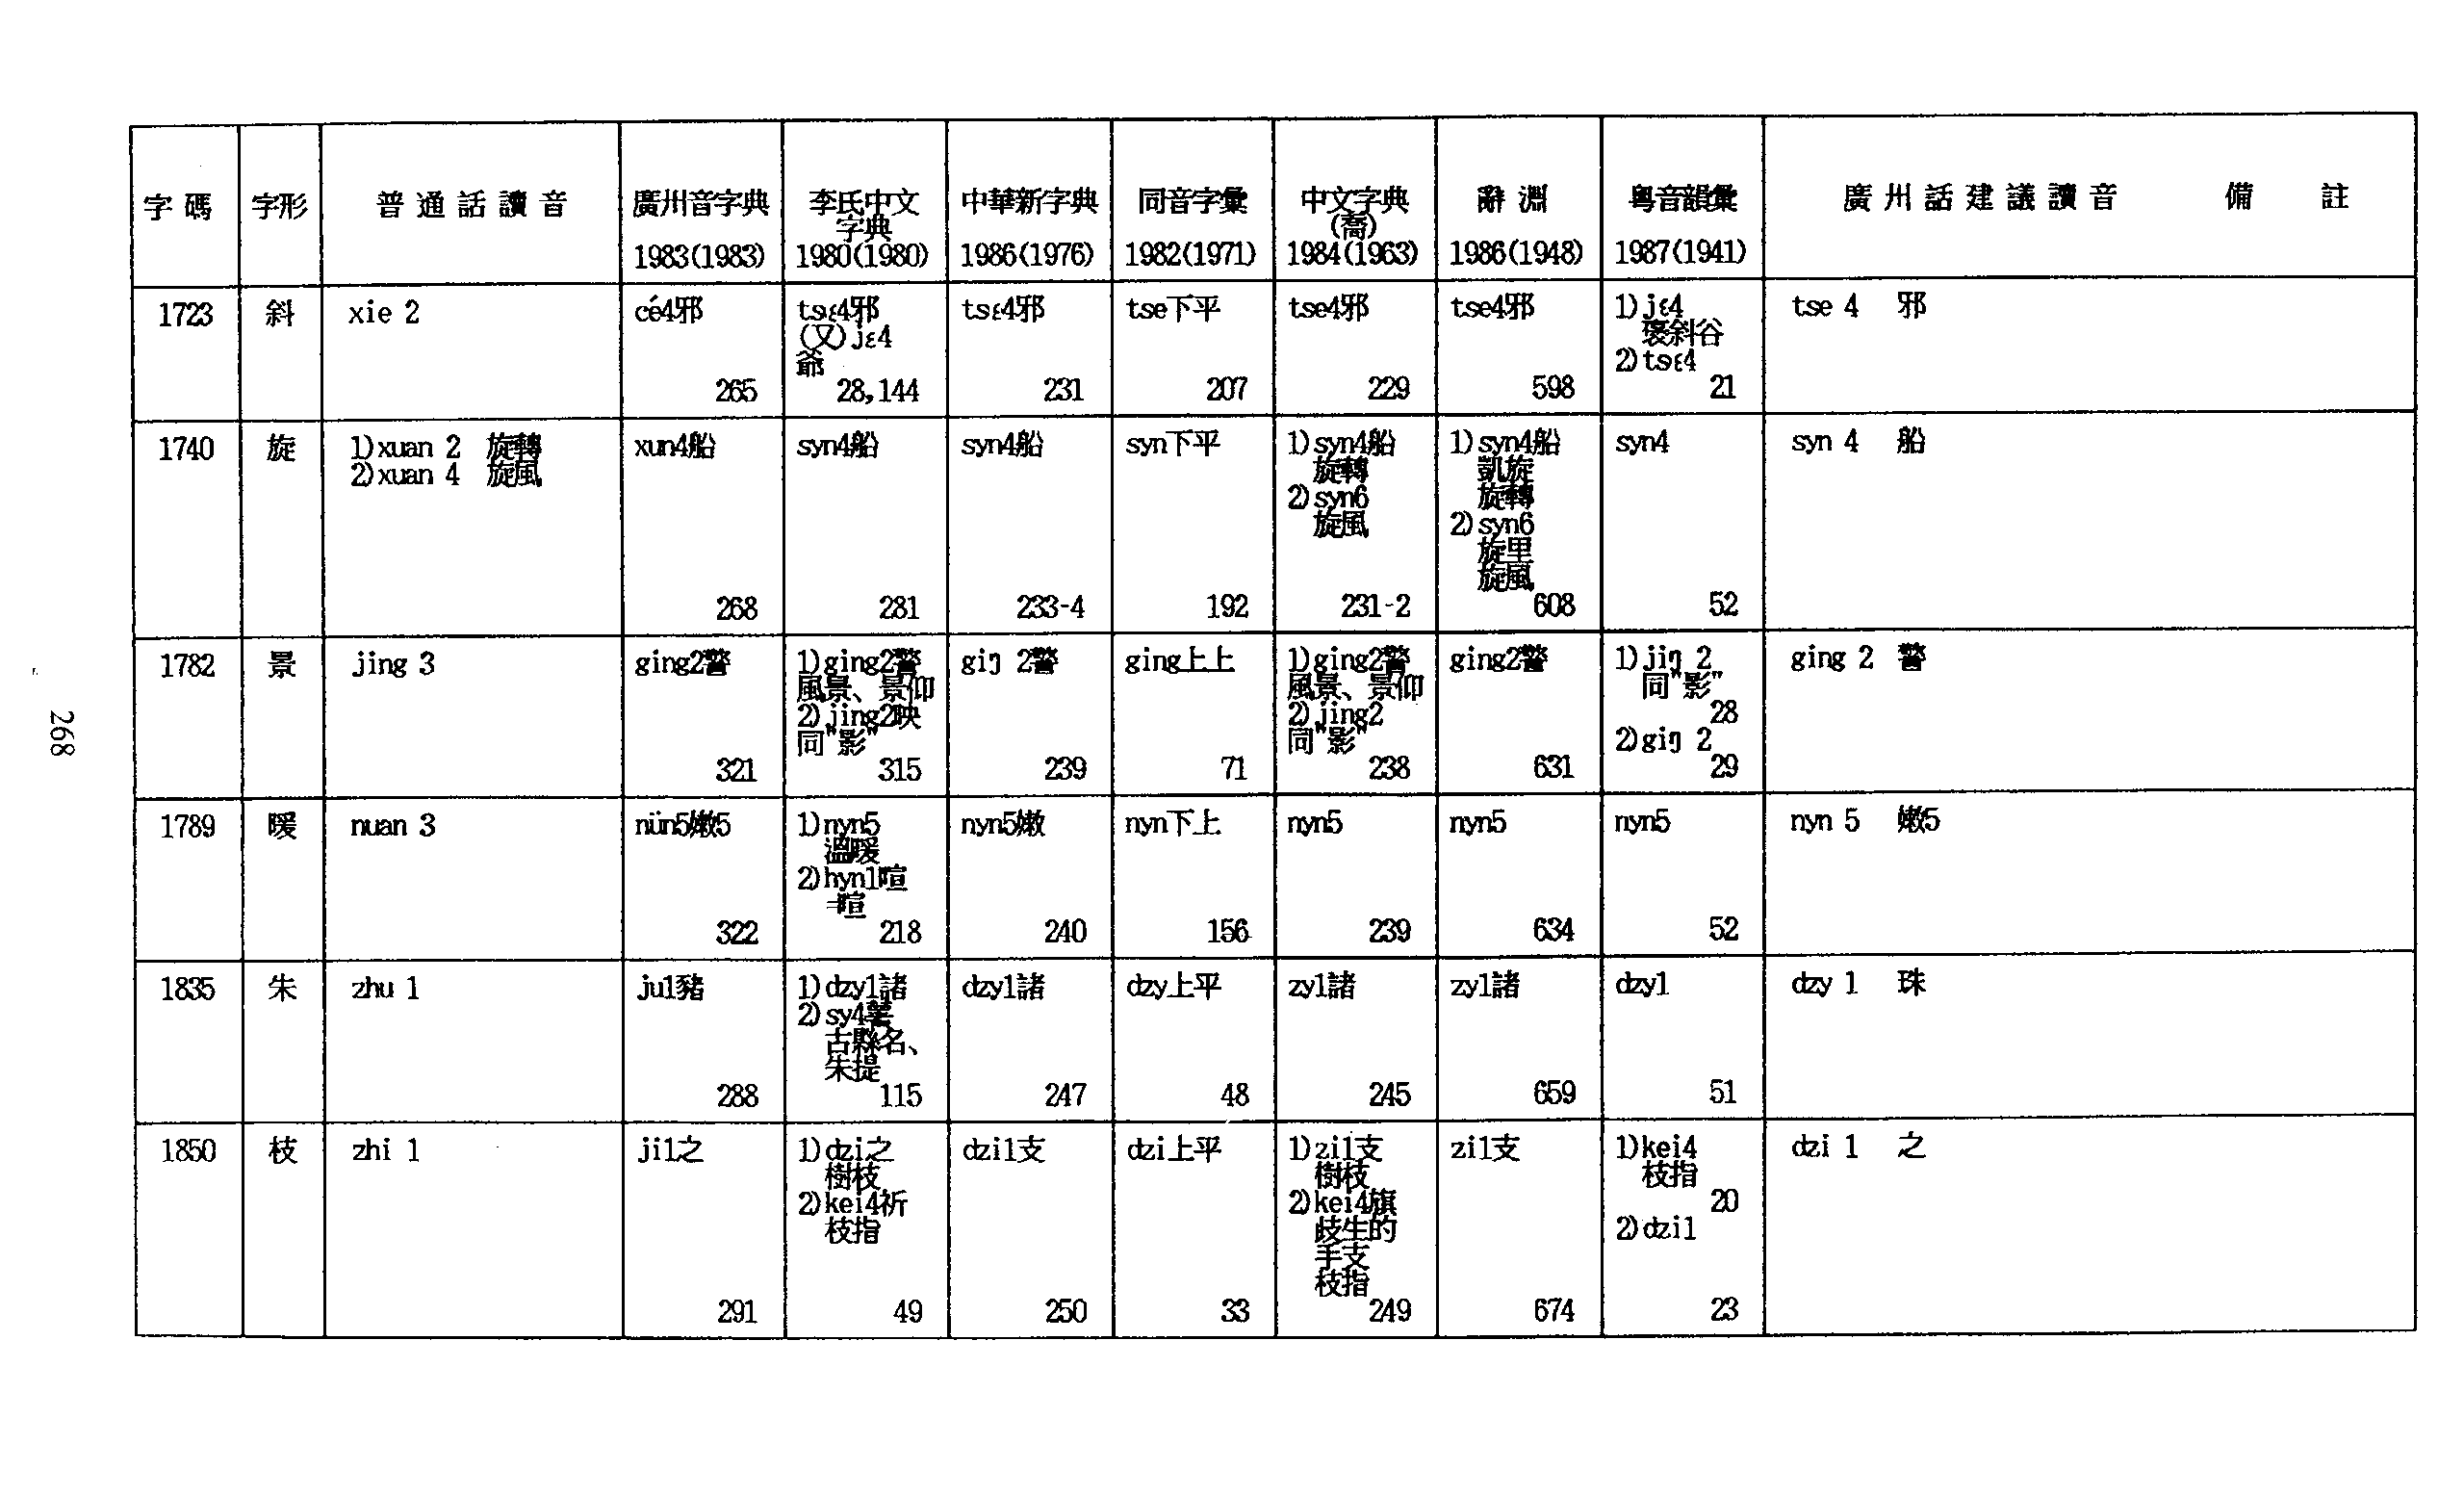 字碼 字形 普通話讀音 廣州音字典 1983(1983) 李氏中文字典 1980(1980) 中華新字典 1986(1976) 同音字彙 1982(1971) 中文字典(喬) 1984(1963) 辭淵 1986(1948) 粵音韻彙 1987(1941) 廣州話建議讀音 備註
1723 斜 xie 2 cé4邪 265 tsɛ4邪 (又)jɛ4爺 28,144 tsɛ4邪 231 tse下平 207 tse4邪 229 tse4邪 598 1)jɛ4 褒斜谷 2)tsɛ4 21 tse 4 邪
1740 旋 1)xuan 2 旋轉 2)xuan 4 旋風 xun4船 268 syn4船 281 syn4船 233-4 syn下平 192 1)syn4船 旋轉 2)syn6 旋風 231-2 1)syn4船 凱旋 旋轉 2)syn6 旋里 旋風 608 syn4 52 syn 4 船
1782 景 jing 3 ging2警 321 1)ging2警 風景、景仰 2)jing2映 同"影" 315 giŋ 2警 239 ging上上 71 1)ging2警 風景、景仰 2)jing2 同"影" 238 ging2警 631 1)jiŋ 2 同"影" 28 2)giŋ 2 29 ging 2 警
1789 暖 nuan 3 nün5嫩5 322 1)nyn5 溫暖 2)hyn1喧 =暄 218 nyn5嫩 240 nyn下上 156 nyn5 239 nyn5 634 nyn5 52 nyn 5 嫩5
1835 朱 zhu 1 ju1豬 288 1)dzy1諸 2)sy4薯 古縣名、朱提 115 dzy1諸 247 dzy上平 48 zy1諸 245 zy1諸 659 dzy1 51 dzy 1 珠
1850 枝 zhi 1 ji1之 291 1)dzi之 樹枝 2)kei4祈 枝指 49 dzi1支 250 dzi上平 33 1)zi1支 樹枝 2)kei4旗 歧生的手支 枝指 249 zi1支 674 1)kei4 枝指 20 2)dzi1 23 dzi 1 之
268